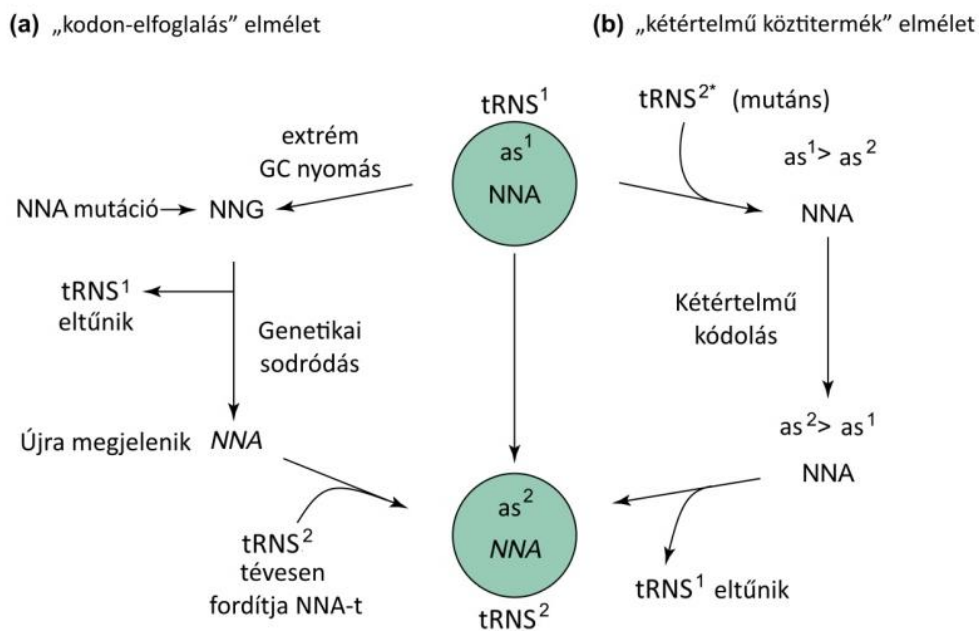 (a) „kodon-elfoglalás” elmélet
(b) „kétértelmű köztitermék” elmélet
tRNS¹
as¹
NNA
extrém
GC nyomás
NNA mutáció
NNG
tRNS¹
eltűnik
Genetikai
sodródás
Újra megjelenik
NNA
tRNS²
tévesen
fordítja NNA-t
as²
NNA
tRNS²
tRNS²* (mutáns)
as¹> as²
NNA
Kétértelmű
kódolás
as²> as¹
NNA
tRNS¹ eltűnik